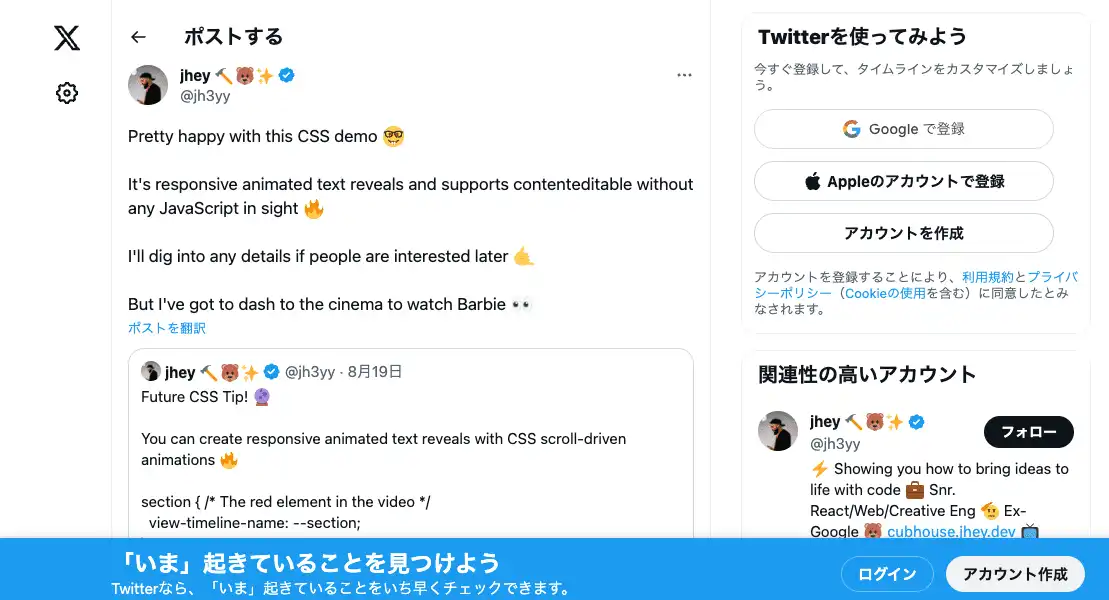 ポストする
jhey 🔨🐻✨
@jh3yy
Pretty happy with this CSS demo 🤓
It's responsive animated text reveals and supports contenteditable without
any JavaScript in sight 🔥
I'll dig into any details if people are interested later 🤙
But I've got to dash to the cinema to watch Barbie 👀
ポストを翻訳
jhey 🔨🐻✨ @jh3yy · 8月19日
Future CSS Tip! 🔮
You can create responsive animated text reveals with CSS scroll-driven
animations 🔥
section { /* The red element in the video */
view-timeline-name: --section;
Twitterを使ってみよう
今すぐ登録して、タイムラインをカスタマイズしましょ
う。
Google で登録
Appleのアカウントで登録
アカウントを作成
アカウントを登録することにより、利用規約とプライバ
シーポリシー（Cookieの使用を含む）に同意したとみ
なされます。
関連性の高いアカウント
jhey 🔨🐻✨
@jh3yy
フォロー
⚡ Showing you how to bring ideas to
life with code 💼 Snr.
React/Web/Creative Eng 🫡 Ex-
Google 🐻 cubhouse.jhey.dev 📺
「いま」起きていることを見つけよう
Twitterなら、「いま」起きていることをいち早くチェックできます。
ログイン
アカウント作成